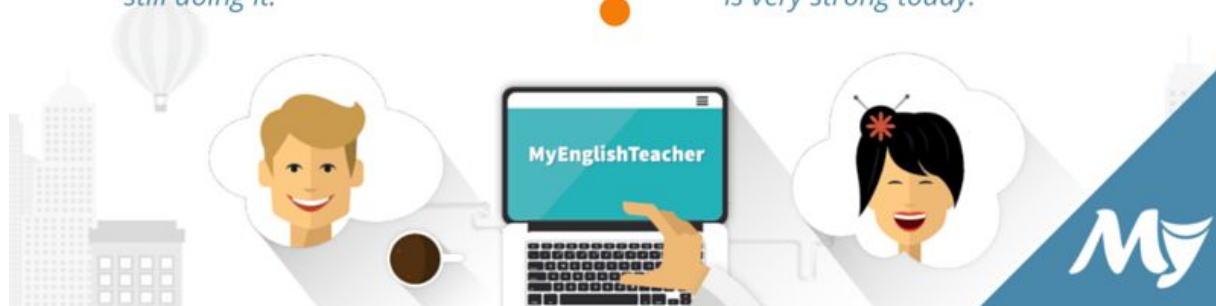 still doing it.
is very strong today.
MyEnglishTeacher
My